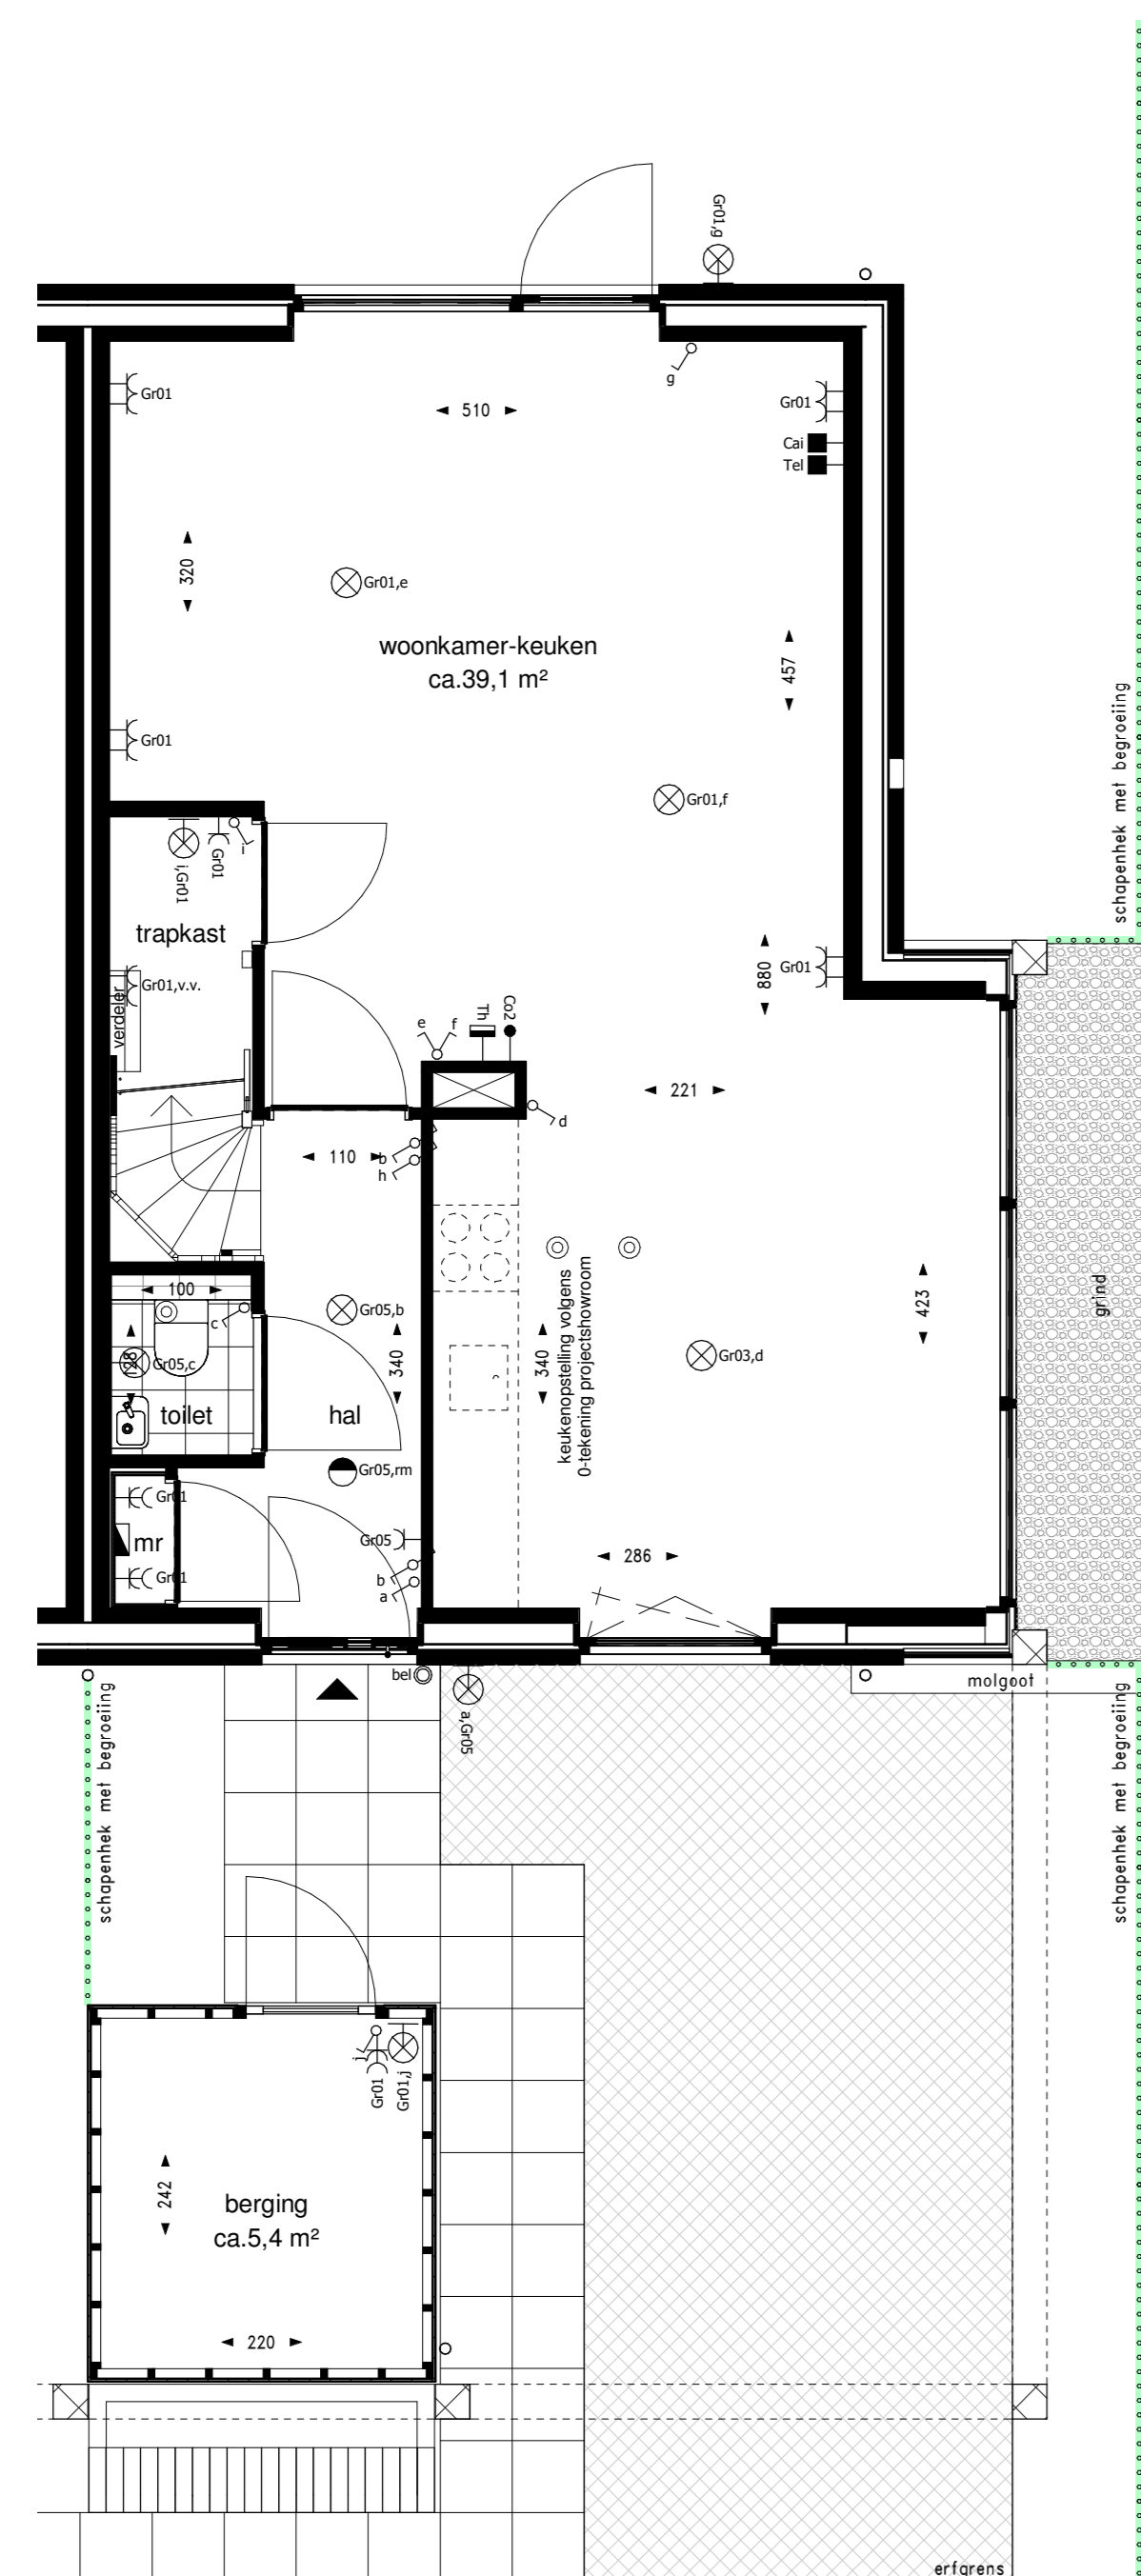 Gr01,g
g
Gr01
510
Gr01
Cai
Tel
320
Gr01,e
woonkamer-keuken
ca.39,1 m²
457
schapenhek met begroeiing
Gr01
Gr01,f
i
Gr01
i,Gr01
trapkast
880
Gr01
Gr01,v.v.
verdeler
e
f
Th
Co2
221
d
110
b
h
100
c
Gr05,b
423
grind
128
Gr05,c
340
340
keukenopstelling volgens
0-tekening projectshowroom
Gr03,d
toilet
hal
Gr05,rm
Gr01
mr
Gr05
286
Gr01
b
a
bel
a,Gr05
molgoot
schapenhek met begroeiing
schapenhek met begroeiing
j
Gr01
Gr01,j
242
berging
ca.5,4 m²
220
erfgrens